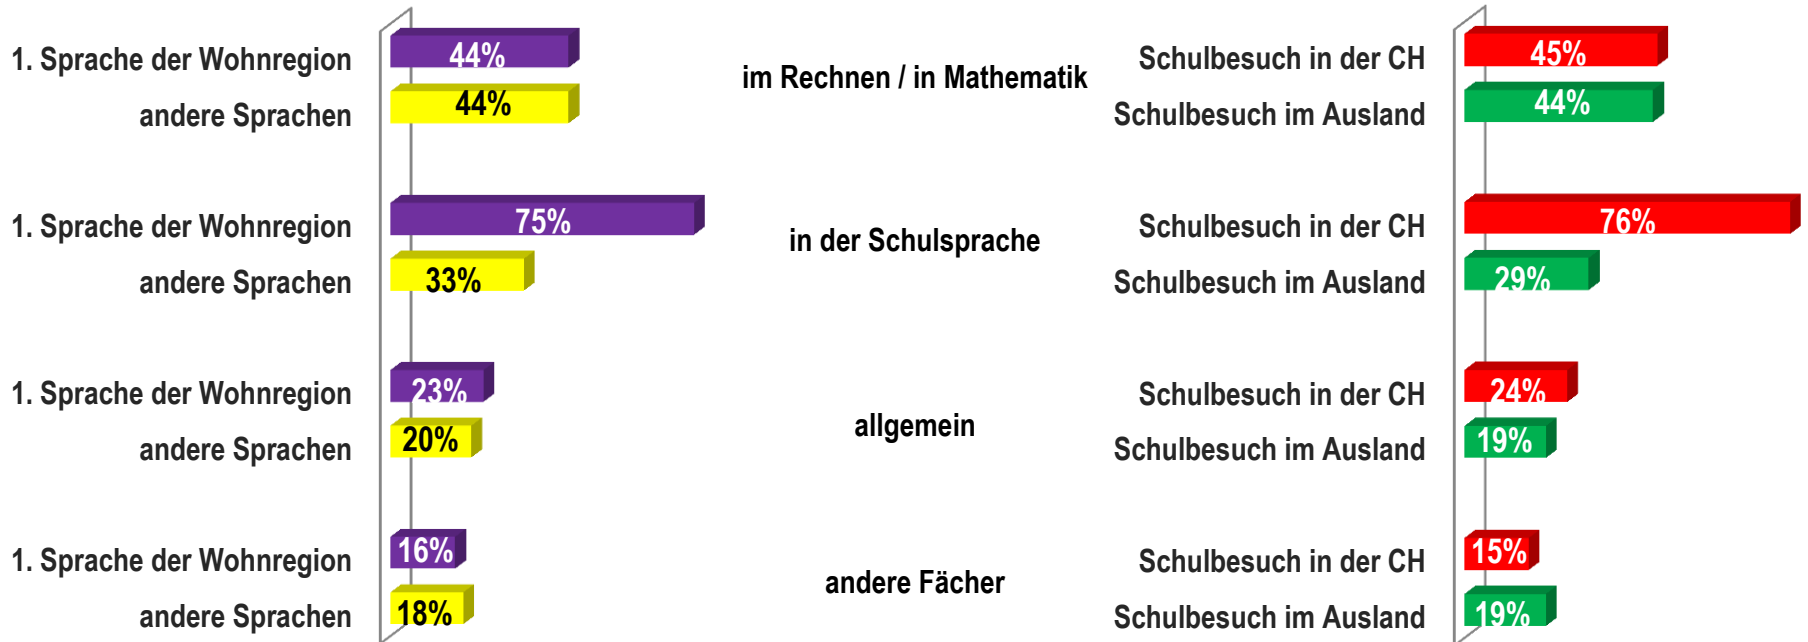 1. Sprache der Wohnregion 44%
andere Sprachen 44%
im Rechnen / in Mathematik
Schulbesuch in der CH 45%
Schulbesuch im Ausland 44%
1. Sprache der Wohnregion 75%
andere Sprachen 33%
in der Schulsprache
Schulbesuch in der CH 76%
Schulbesuch im Ausland 29%
1. Sprache der Wohnregion 23%
andere Sprachen 20%
allgemein
Schulbesuch in der CH 24%
Schulbesuch im Ausland 19%
1. Sprache der Wohnregion 16%
andere Sprachen 18%
andere Fächer
Schulbesuch in der CH 15%
Schulbesuch im Ausland 19%